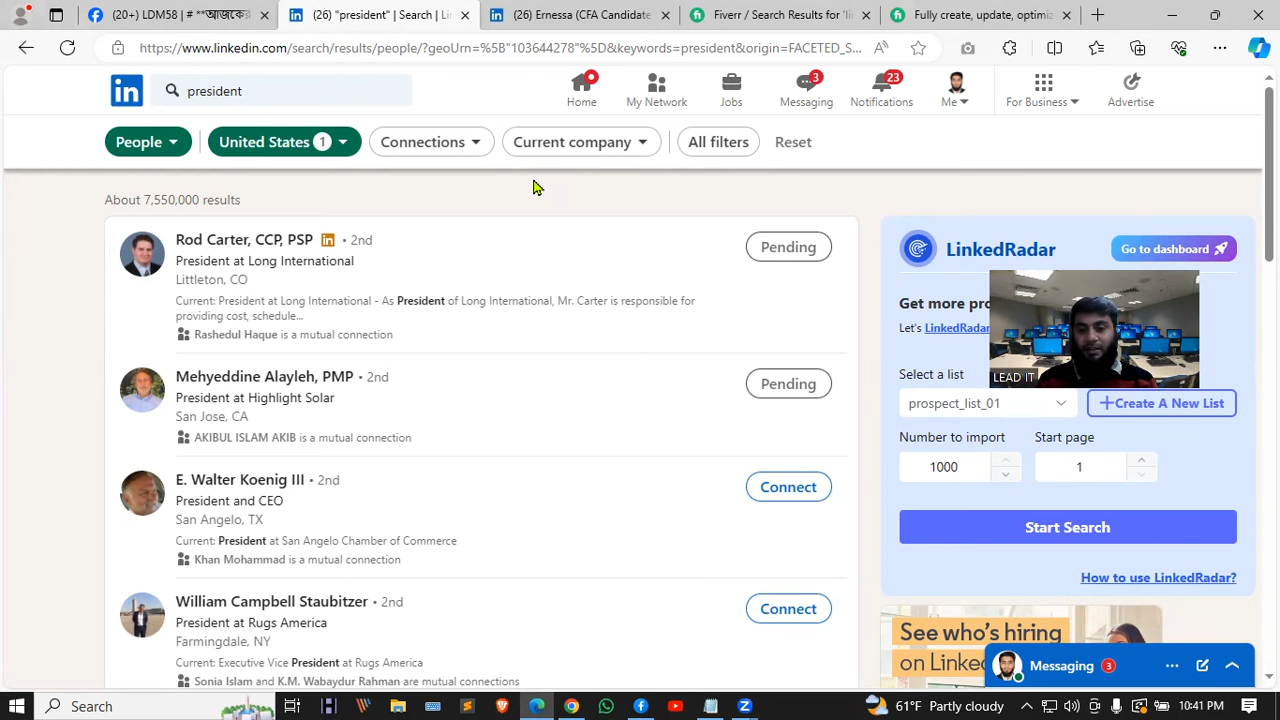 (20+) LDM58 | # **আজকের
(26) "president" | Search | Lin
(26) Ernessa (CFA Candidate
Fiverr / Search Results for 'l
Fully create, update, optimiz
https://www.linkedin.com/search/results/people/?geoUrn=%5B"103644278"%5D&keywords=president&origin=FACETED_S...
in
president
Home
My Network
Jobs
3
Messaging
23
Notifications
Me
For Business
Advertise
People
United States 1
Connections
Current company
All filters
Reset
About 7,550,000 results
Rod Carter, CCP, PSP in • 2nd
President at Long International
Littleton, CO
Current: President at Long International - As President of Long International, Mr. Carter is responsible for
providing cost, schedule...
Rashedul Haque is a mutual connection
Pending
Mehyeddine Alayleh, PMP • 2nd
President at Highlight Solar
San Jose, CA
AKIBUL ISLAM AKIB is a mutual connection
Pending
E. Walter Koenig III • 2nd
President and CEO
San Angelo, TX
Current: President at San Angelo Chamber of Commerce
Khan Mohammad is a mutual connection
Connect
William Campbell Staubitzer • 2nd
President at Rugs America
Farmingdale, NY
Current: Executive Vice President at Rugs America
Sonia Islam and K.M. Wabaydur Rahman are mutual connections
Connect
LinkedRadar
Go to dashboard
Get more pro
Let's LinkedRadar
LEAD IT
Select a list
prospect_list_01
+Create A New List
Number to import
Start page
1000
1
Start Search
How to use LinkedRadar?
See who's hiring
on Linke
Messaging 3
Search
61°F Partly cloudy
10:41 PM